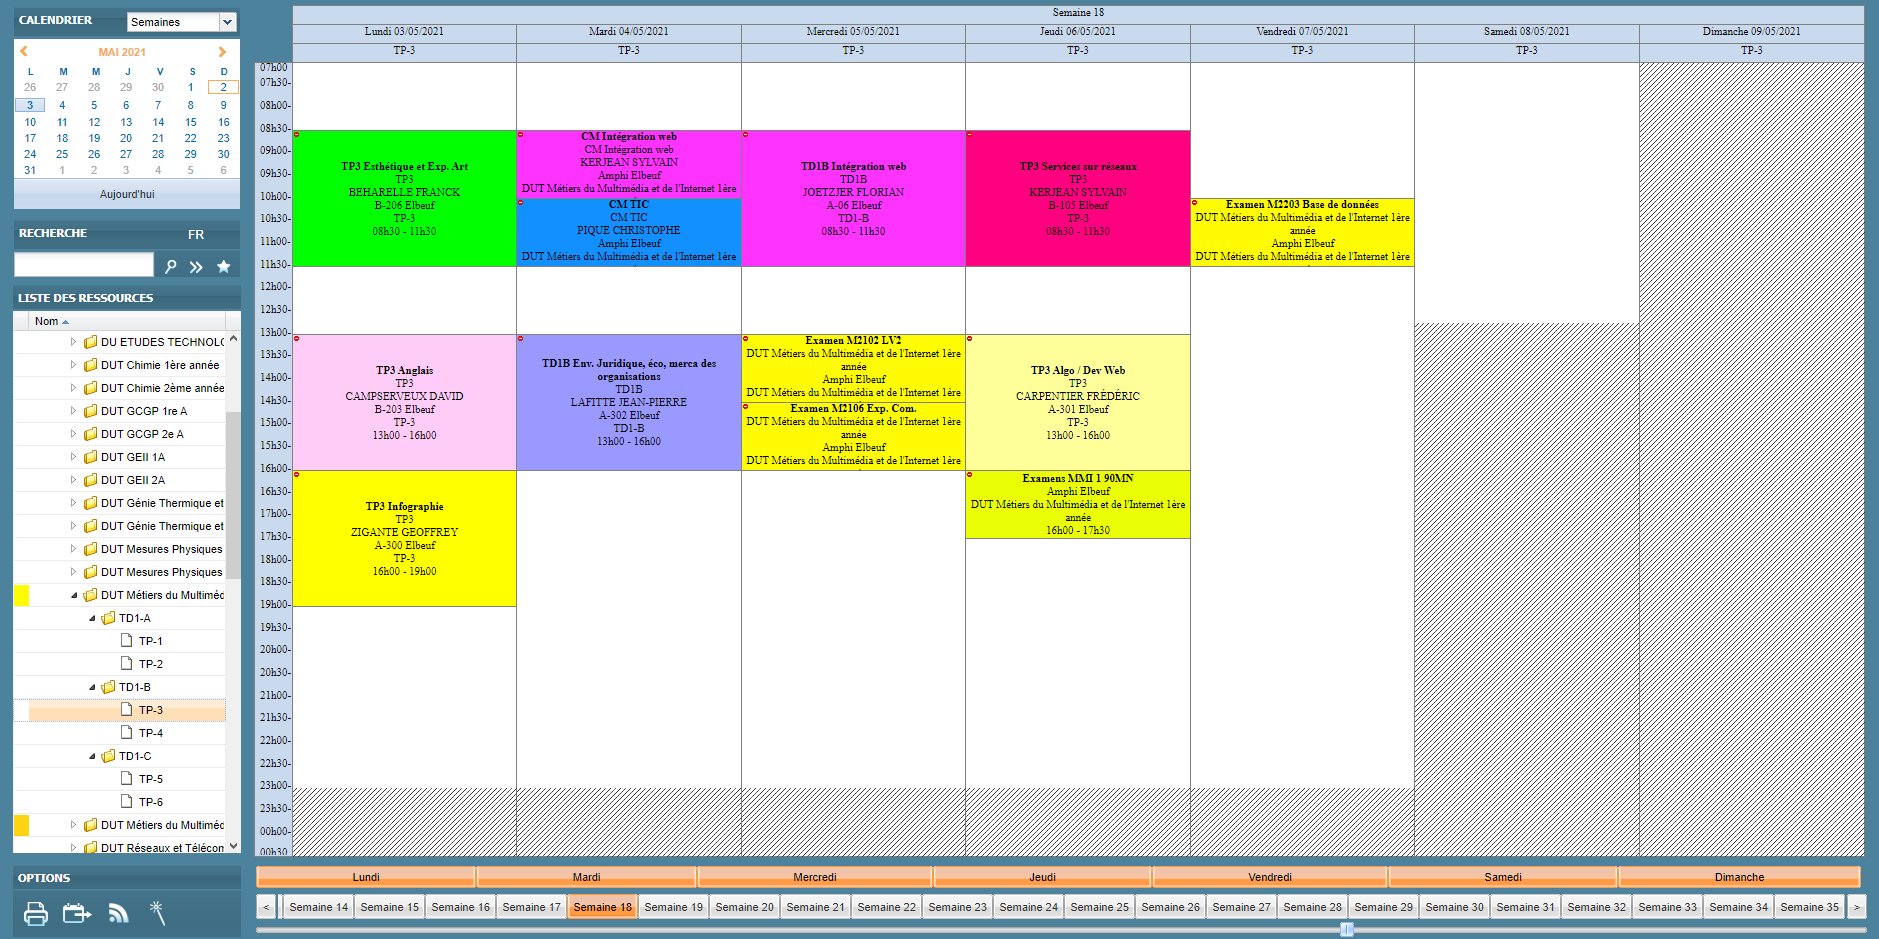 CALENDRIER
Semaines
MAI 2021
L M M J V S D
26 27 28 29 30 1 2
3 4 5 6 7 8 9
10 11 12 13 14 15 16
17 18 19 20 21 22 23
24 25 26 27 28 29 30
31 1 2 3 4 5 6
Aujourd'hui
RECHERCHE FR
LISTE DES RESSOURCES
Nom
DU ETUDES TECHNOLO
DUT Chimie 1ère année
DUT Chimie 2ème année
DUT GCGP 1re A
DUT GCGP 2e A
DUT GEII 1A
DUT GEII 2A
DUT Génie Thermique et
DUT Génie Thermique et
DUT Mesures Physiques
DUT Mesures Physiques
DUT Métiers du Multiméd
TD1-A
TP-1
TP-2
TD1-B
TP-3
TP-4
TD1-C
TP-5
TP-6
DUT Métiers du Multiméd
DUT Réseaux et Télécom
OPTIONS
Semaine 18
Lundi 03/05/2021 Mardi 04/05/2021 Mercredi 05/05/2021 Jeudi 06/05/2021 Vendredi 07/05/2021 Samedi 08/05/2021 Dimanche 09/05/2021
TP-3 TP-3 TP-3 TP-3 TP-3 TP-3 TP-3
07h00
07h30-
08h00-
08h30-
09h00-
09h30-
10h00-
10h30-
11h00-
11h30-
12h00-
12h30-
13h00-
13h30-
14h00-
14h30-
15h00-
15h30-
16h00-
16h30-
17h00-
17h30-
18h00-
18h30-
19h00-
19h30-
20h00-
20h30-
21h00-
21h30-
22h00-
22h30-
23h00-
23h30-
00h00-
00h30
TP3 Esthétique et Exp. Art
TP3
BEHARELLE FRANCK
B-206 Elbeuf
TP-3
08h30 - 11h30
TP3 Anglais
TP3
CAMPSERVEUX DAVID
B-203 Elbeuf
TP-3
13h00 - 16h00
TP3 Infographie
TP3
ZIGANTE GEOFFREY
A-300 Elbeuf
TP-3
16h00 - 19h00
CM Intégration web
CM Intégration web
KERJEAN SYLVAIN
Amphi Elbeuf
DUT Métiers du Multimédia et de l'Internet 1ère
CM TIC
CM TIC
PIQUE CHRISTOPHE
Amphi Elbeuf
DUT Métiers du Multimédia et de l'Internet 1ère
TD1B Env. Juridique, éco, merca des
organisations
TD1B
LAFITTE JEAN-PIERRE
A-302 Elbeuf
TD1-B
13h00 - 16h00
TD1B Intégration web
TD1B
JOETZJER FLORIAN
A-06 Elbeuf
TD1-B
08h30 - 11h30
Examen M2102 LV2
DUT Métiers du Multimédia et de l'Internet 1ère
année
Amphi Elbeuf
DUT Métiers du Multimédia et de l'Internet 1ère
Examen M2106 Exp. Com.
DUT Métiers du Multimédia et de l'Internet 1ère
année
Amphi Elbeuf
DUT Métiers du Multimédia et de l'Internet 1ère
TP3 Services sur réseaux
TP3
KERJEAN SYLVAIN
B-105 Elbeuf
TP-3
08h30 - 11h30
TP3 Algo / Dev Web
TP3
CARPENTIER FRÉDÉRIC
A-301 Elbeuf
TP-3
13h00 - 16h00
Examens MMI 1 90MN
Amphi Elbeuf
DUT Métiers du Multimédia et de l'Internet 1ère
année
16h00 - 17h30
Examen M2203 Base de données
DUT Métiers du Multimédia et de l'Internet 1ère
année
Amphi Elbeuf
DUT Métiers du Multimédia et de l'Internet 1ère
Lundi Mardi Mercredi Jeudi Vendredi Samedi Dimanche
< Semaine 14 Semaine 15 Semaine 16 Semaine 17 Semaine 18 Semaine 19 Semaine 20 Semaine 21 Semaine 22 Semaine 23 Semaine 24 Semaine 25 Semaine 26 Semaine 27 Semaine 28 Semaine 29 Semaine 30 Semaine 31 Semaine 32 Semaine 33 Semaine 34 Semaine 35 >